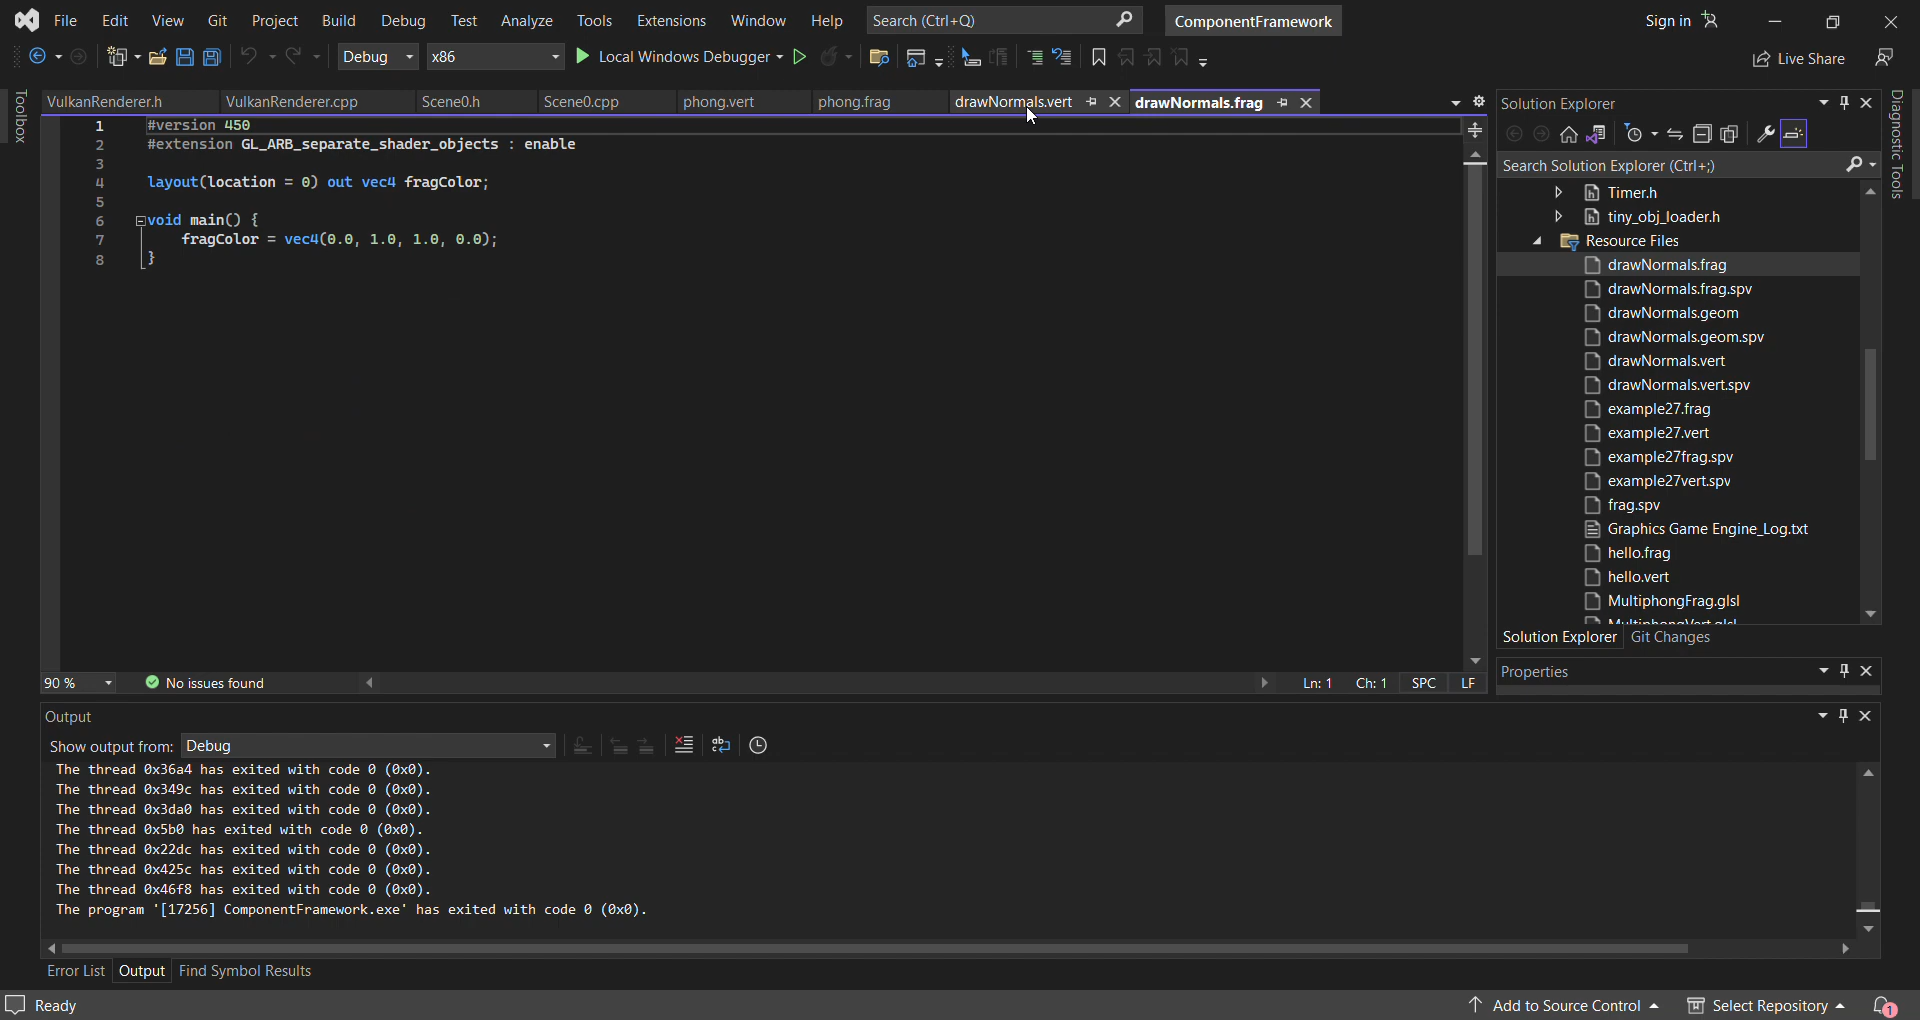 File Edit View Git Project Build Debug Test Analyze Tools Extensions Window Help Search (Ctrl+Q) ComponentFramework Sign in
Debug x86 Local Windows Debugger Live Share
Toolbox
VulkanRenderer.h VulkanRenderer.cpp Scene0.h Scene0.cpp phong.vert phong.frag drawNormals.vert drawNormals.frag
1 #version 450
2 #extension GL_ARB_separate_shader_objects : enable
3
4 layout(location = 0) out vec4 fragColor;
5
6 void main() {
7 fragColor = vec4(0.0, 1.0, 1.0, 0.0);
8 }
90 % No issues found Ln: 1 Ch: 1 SPC LF
Solution Explorer
Search Solution Explorer (Ctrl+;)
Timer.h
tiny_obj_loader.h
Resource Files
drawNormals.frag
drawNormals.frag.spv
drawNormals.geom
drawNormals.geom.spv
drawNormals.vert
drawNormals.vert.spv
example27.frag
example27.vert
example27frag.spv
example27vert.spv
frag.spv
Graphics Game Engine_Log.txt
hello.frag
hello.vert
MultiphongFrag.glsl
Solution Explorer Git Changes
Properties
Diagnostic Tools
Output
Show output from: Debug
The thread 0x36a4 has exited with code 0 (0x0).
The thread 0x349c has exited with code 0 (0x0).
The thread 0x3da0 has exited with code 0 (0x0).
The thread 0x5b0 has exited with code 0 (0x0).
The thread 0x22dc has exited with code 0 (0x0).
The thread 0x425c has exited with code 0 (0x0).
The thread 0x46f8 has exited with code 0 (0x0).
The program '[17256] ComponentFramework.exe' has exited with code 0 (0x0).
Error List Output Find Symbol Results
Ready Add to Source Control Select Repository 1